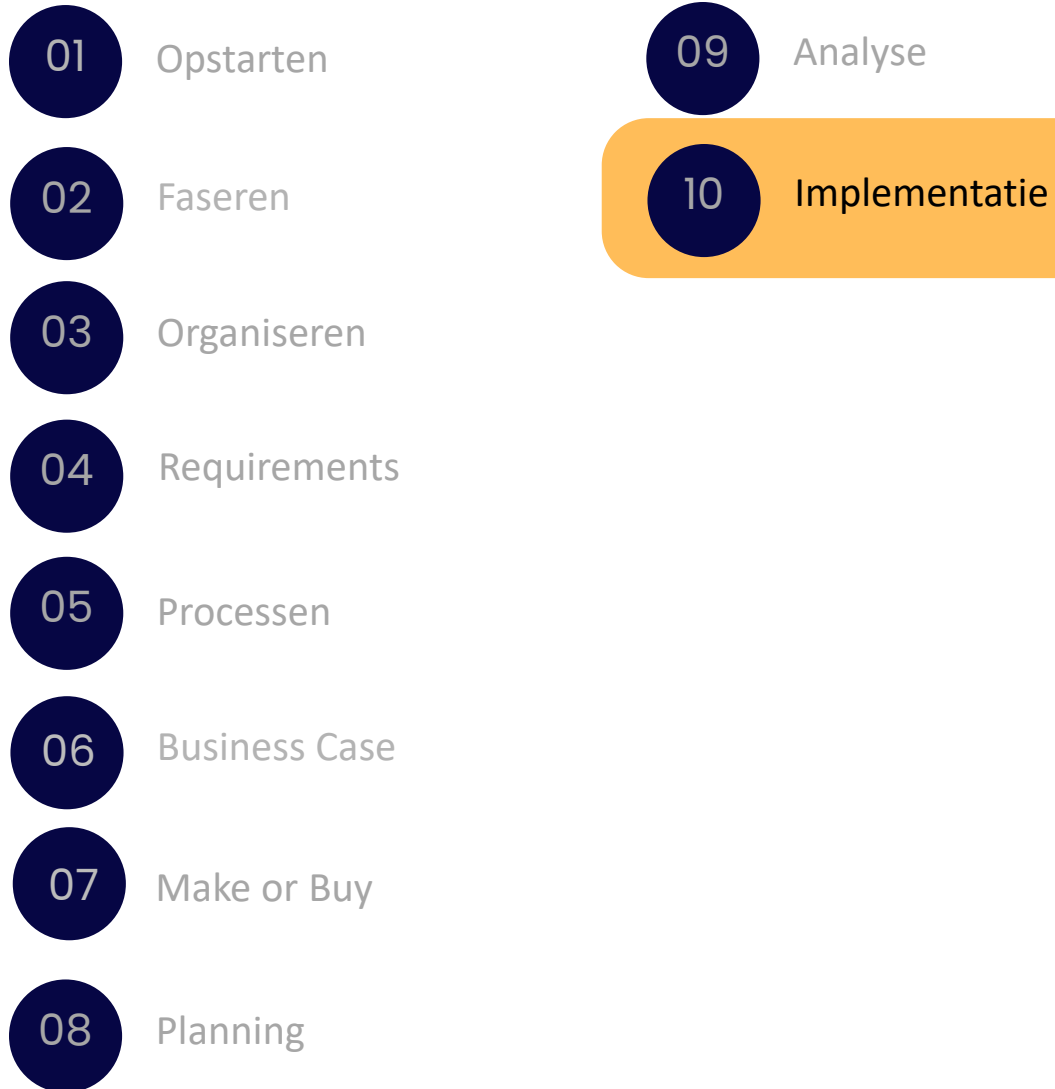 01 Opstarten
02 Faseren
03 Organiseren
04 Requirements
05 Processen
06 Business Case
07 Make or Buy
08 Planning
09 Analyse
10 Implementatie